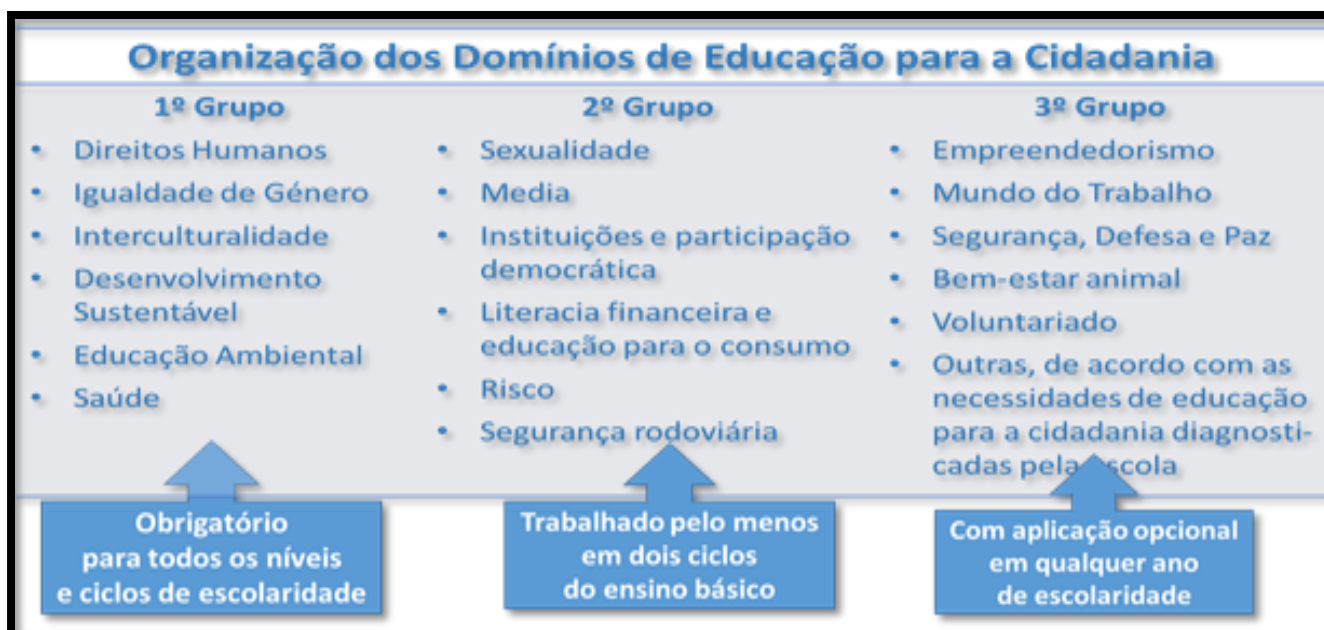 Organização dos Domínios de Educação para a Cidadania
1º Grupo
• Direitos Humanos
• Igualdade de Género
• Interculturalidade
• Desenvolvimento
Sustentável
• Educação Ambiental
• Saúde
Obrigatório
para todos os níveis
e ciclos de escolaridade
2º Grupo
• Sexualidade
• Media
• Instituições e participação
democrática
• Literacia financeira e
educação para o consumo
• Risco
• Segurança rodoviária
Trabalhado pelo menos
em dois ciclos
do ensino básico
3º Grupo
• Empreendedorismo
• Mundo do Trabalho
• Segurança, Defesa e Paz
• Bem-estar animal
• Voluntariado
• Outras, de acordo com as
necessidades de educação
para a cidadania diagnosti-
cadas pela escola
Com aplicação opcional
em qualquer ano
de escolaridade